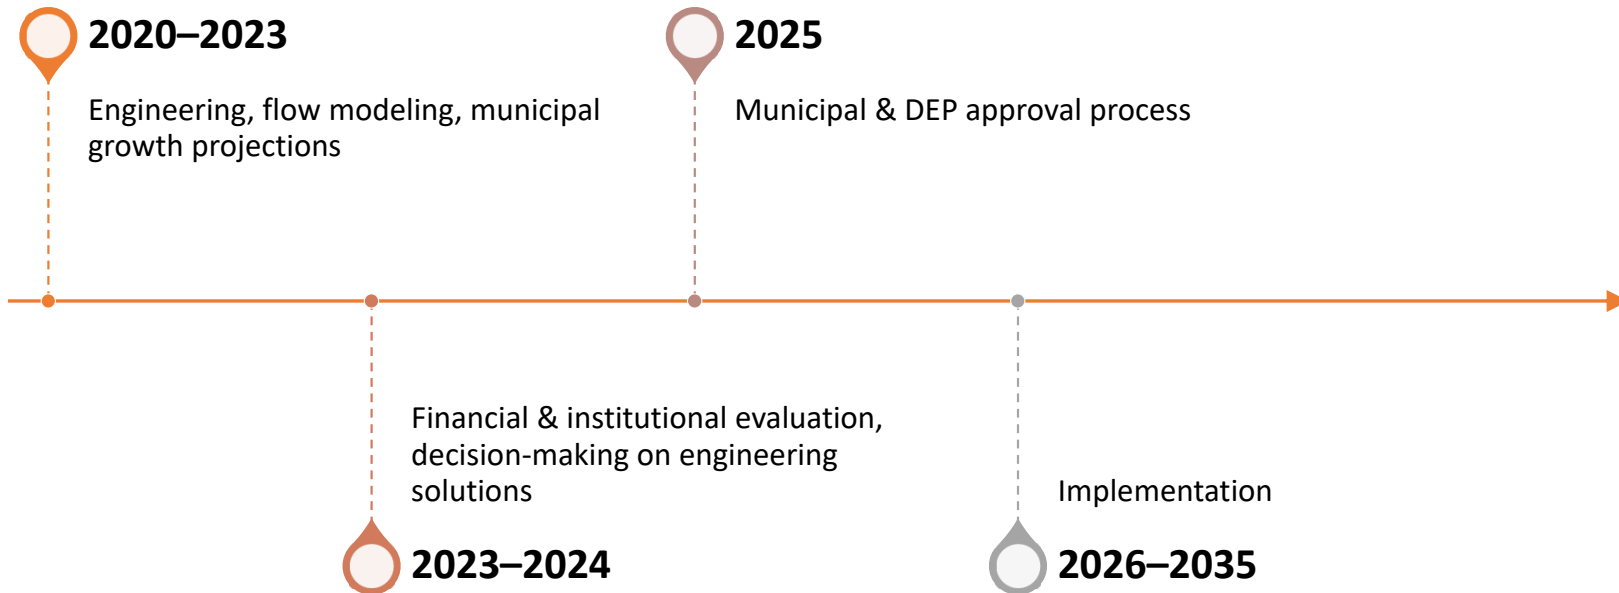 2020–2023
Engineering, flow modeling, municipal
growth projections
2023–2024
Financial & institutional evaluation,
decision-making on engineering
solutions
2025
Municipal & DEP approval process
2026–2035
Implementation